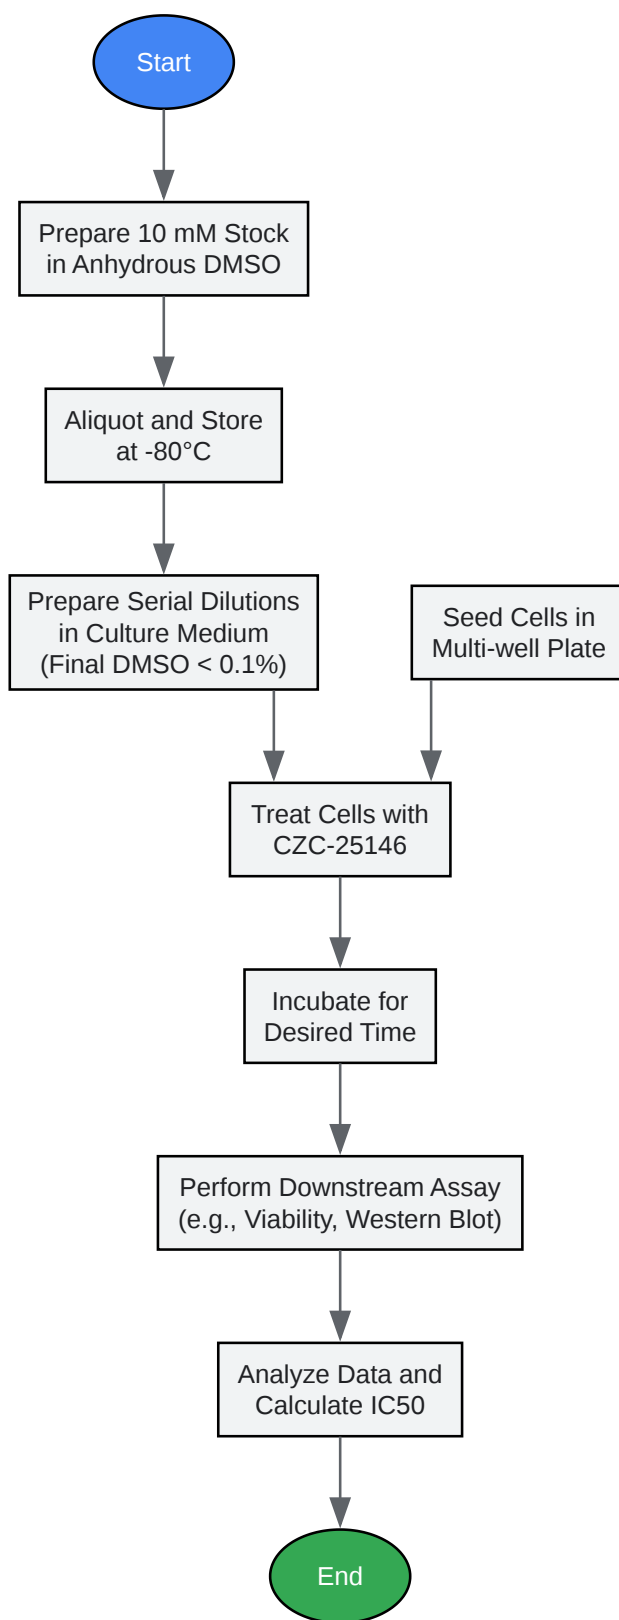 Start
Prepare 10 mM Stock
in Anhydrous DMSO
Aliquot and Store
at -80°C
Prepare Serial Dilutions
in Culture Medium
(Final DMSO < 0.1%)
Seed Cells in
Multi-well Plate
Treat Cells with
CZC-25146
Incubate for
Desired Time
Perform Downstream Assay
(e.g., Viability, Western Blot)
Analyze Data and
Calculate IC50
End